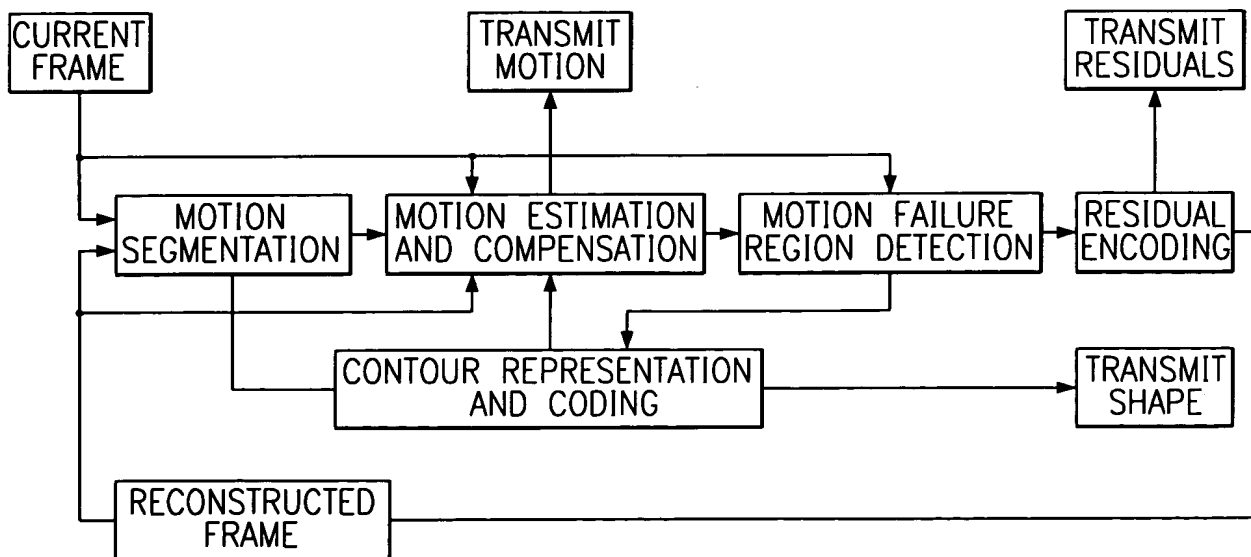 CURRENT
FRAME
TRANSMIT
MOTION
TRANSMIT
RESIDUALS
MOTION
SEGMENTATION
MOTION ESTIMATION
AND COMPENSATION
MOTION FAILURE
REGION DETECTION
RESIDUAL
ENCODING
CONTOUR REPRESENTATION
AND CODING
TRANSMIT
SHAPE
RECONSTRUCTED
FRAME